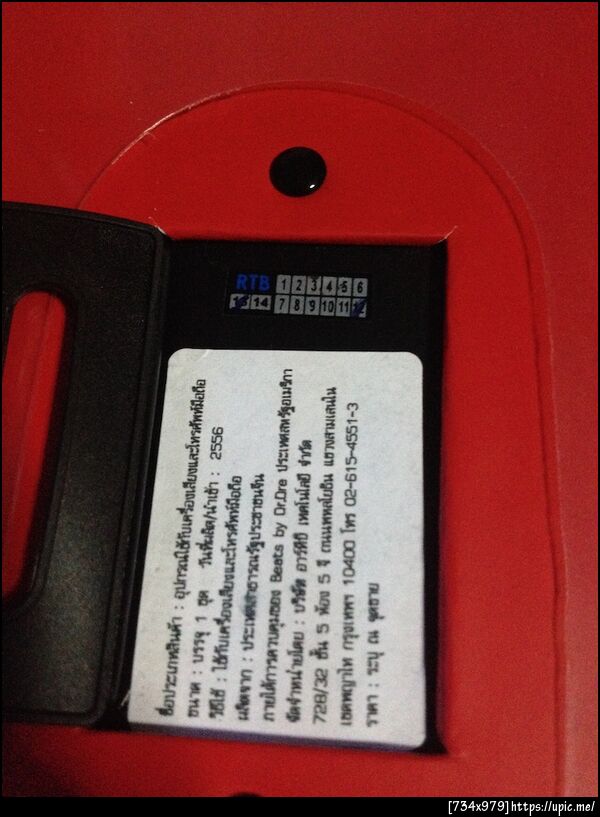 RTB 1 2 3 4 5 6
13 14 7 8 9 10 11 12
ชื่อประเภทสินค้า : อุปกรณ์ใช้กับเครื่องเสียงและโทรศัพท์มือถือ
ขนาด : บรรจุ 1 ชุด วันที่ผลิต/นำเข้า : 2556
วิธีใช้ : ใช้กับเครื่องเสียงและโทรศัพท์มือถือ
ผลิตจาก : ประเทศสาธารณรัฐประชาชนจีน
ภายใต้การควบคุมของ Beats by Dr.Dre ประเทศสหรัฐอเมริกา
จัดจำหน่ายโดย : บริษัท อาร์ทีบี เทคโนโลยี จำกัด
728/32 ชั้น 5 ห้อง 5 จี ถนนพหลโยธิน แขวงสามเสนใน
เขตพญาไท กรุงเทพฯ 10400 โทร 02-615-4551-3
ราคา : ระบุ ณ จุดขาย
[734x979] https://upic.me/